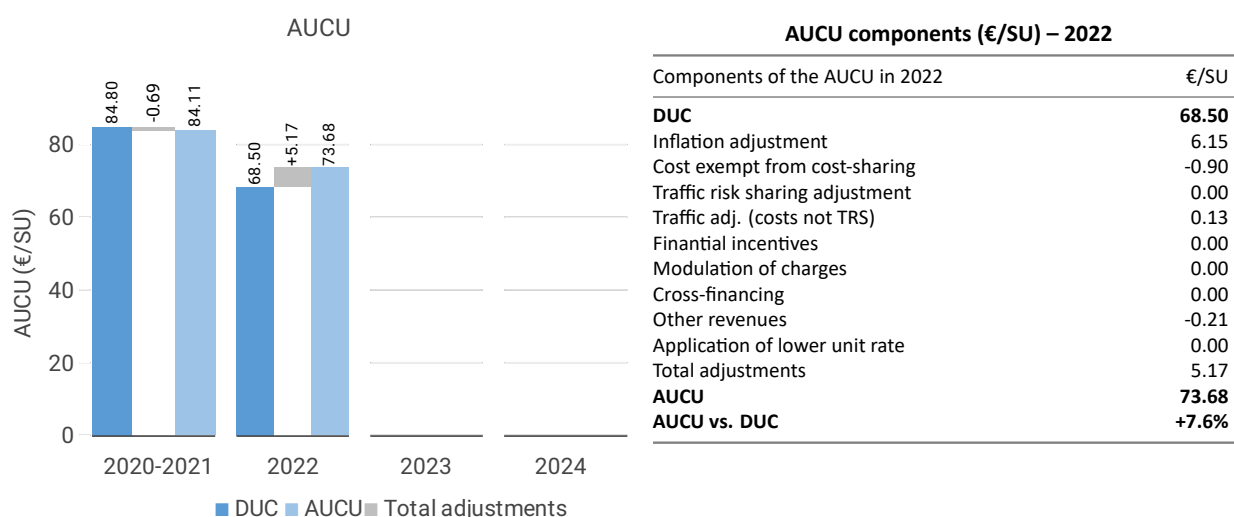 AUCU
AUCU (€/SU)
80
60
40
20
0
84.80
-0.69
84.11
68.50
+5.17
73.68
2020-2021
2022
2023
2024
DUC
AUCU
Total adjustments
AUCU components (€/SU) – 2022
Components of the AUCU in 2022 €/SU
DUC 68.50
Inflation adjustment 6.15
Cost exempt from cost-sharing -0.90
Traffic risk sharing adjustment 0.00
Traffic adj. (costs not TRS) 0.13
Finantial incentives 0.00
Modulation of charges 0.00
Cross-financing 0.00
Other revenues -0.21
Application of lower unit rate 0.00
Total adjustments 5.17
AUCU 73.68
AUCU vs. DUC +7.6%